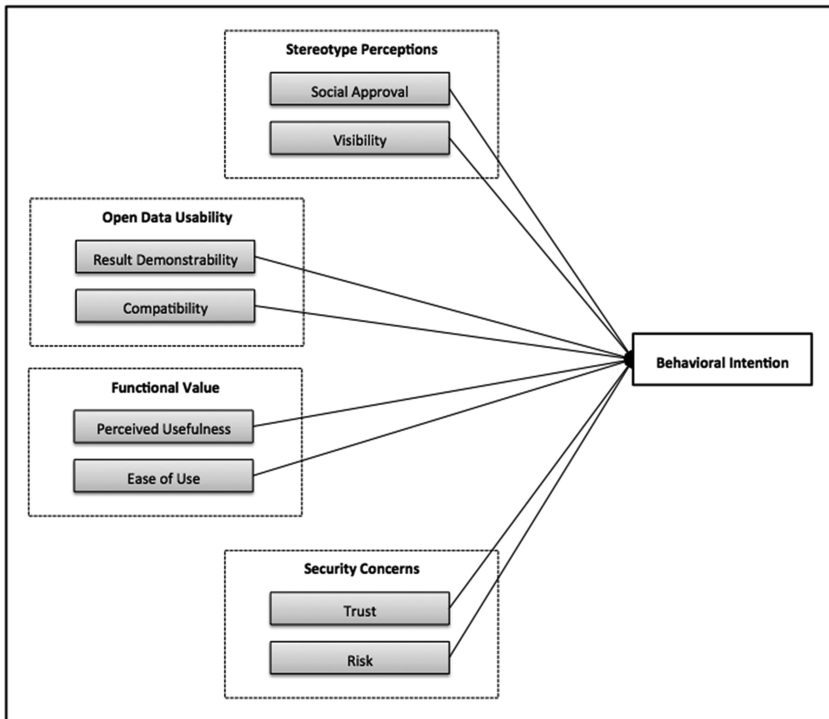 Stereotype Perceptions
Social Approval
Visibility
Open Data Usability
Result Demonstrability
Compatibility
Functional Value
Perceived Usefulness
Ease of Use
Security Concerns
Trust
Risk
Behavioral Intention